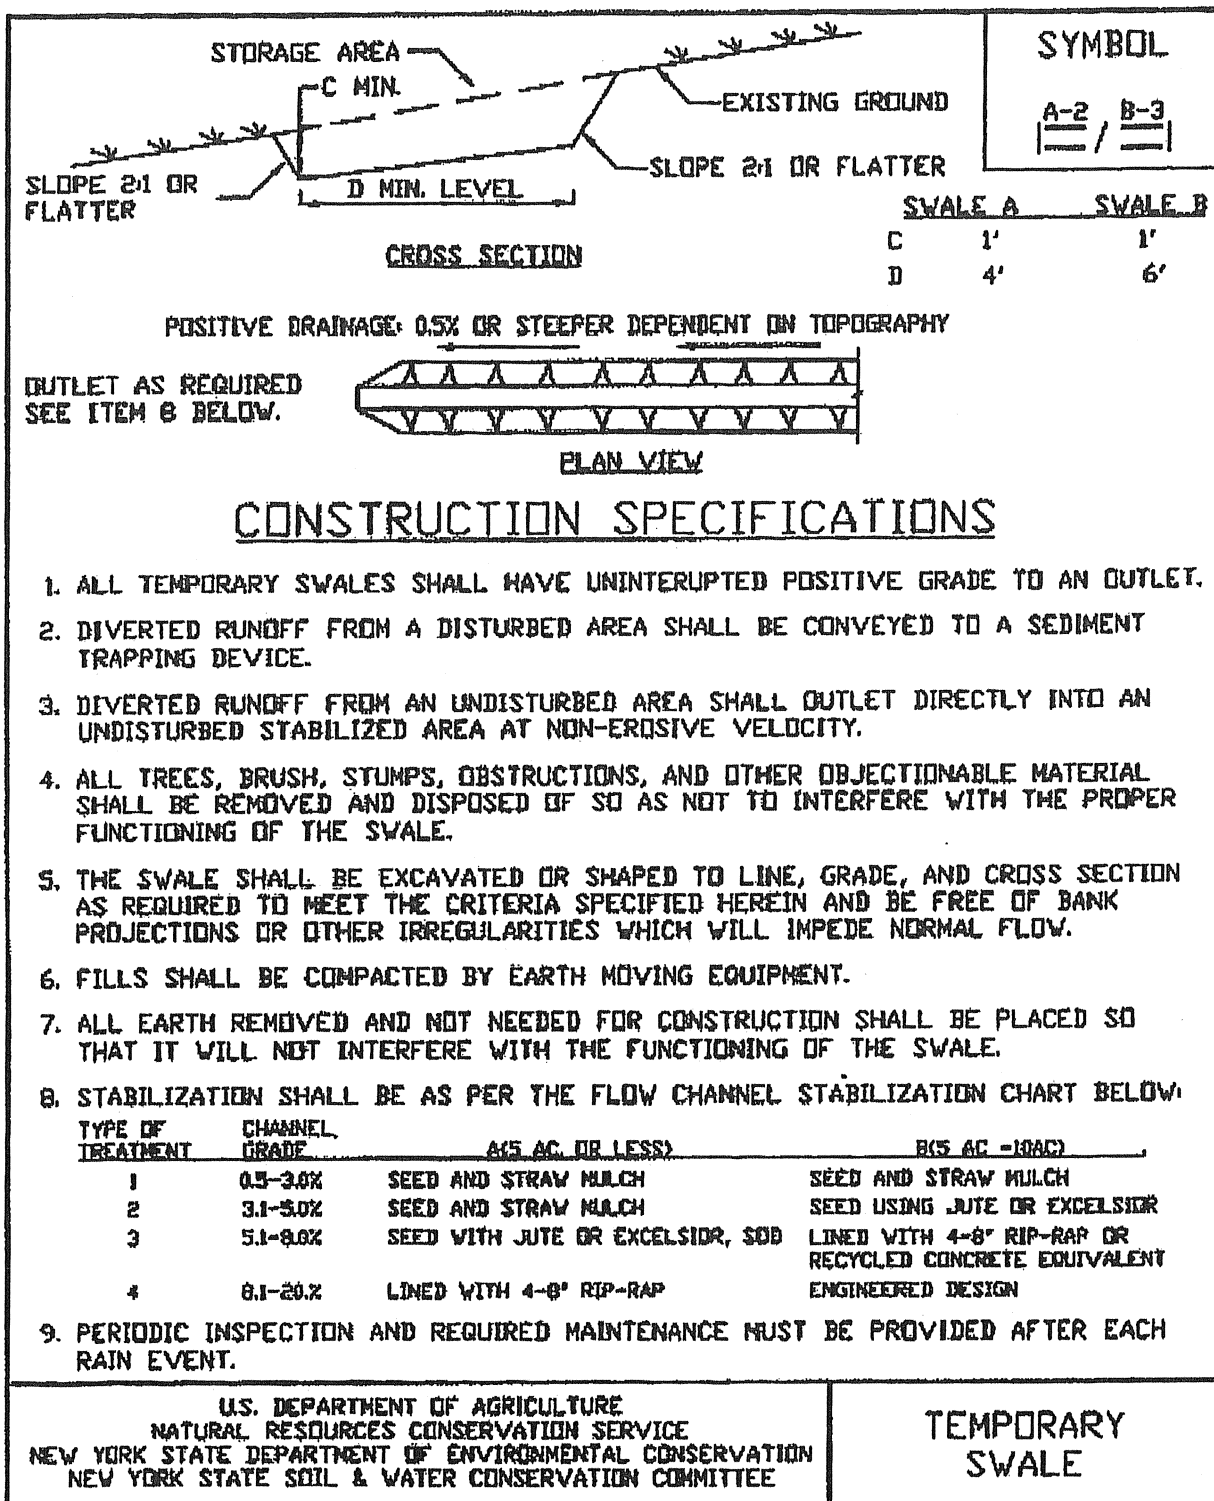 STORAGE AREA
C MIN.
EXISTING GROUND
SLOPE 2:1 OR
FLATTER
D MIN. LEVEL
SLOPE 2:1 OR FLATTER
CROSS SECTION
SYMBOL
A-2 / B-3
SWALE A SWALE B
C 1' 1'
D 4' 6'
POSITIVE DRAINAGE: 0.5% OR STEEPER DEPENDENT ON TOPOGRAPHY
OUTLET AS REQUIRED
SEE ITEM 8 BELOW.
PLAN VIEW
CONSTRUCTION SPECIFICATIONS
1. ALL TEMPORARY SWALES SHALL HAVE UNINTERUPTED POSITIVE GRADE TO AN OUTLET.
2. DIVERTED RUNOFF FROM A DISTURBED AREA SHALL BE CONVEYED TO A SEDIMENT
TRAPPING DEVICE.
3. DIVERTED RUNOFF FROM AN UNDISTURBED AREA SHALL OUTLET DIRECTLY INTO AN
UNDISTURBED STABILIZED AREA AT NON-EROSIVE VELOCITY.
4. ALL TREES, BRUSH, STUMPS, OBSTRUCTIONS, AND OTHER OBJECTIONABLE MATERIAL
SHALL BE REMOVED AND DISPOSED OF SO AS NOT TO INTERFERE WITH THE PROPER
FUNCTIONING OF THE SWALE.
5. THE SWALE SHALL BE EXCAVATED OR SHAPED TO LINE, GRADE, AND CROSS SECTION
AS REQUIRED TO MEET THE CRITERIA SPECIFIED HEREIN AND BE FREE OF BANK
PROJECTIONS OR OTHER IRREGULARITIES WHICH WILL IMPEDE NORMAL FLOW.
6. FILLS SHALL BE COMPACTED BY EARTH MOVING EQUIPMENT.
7. ALL EARTH REMOVED AND NOT NEEDED FOR CONSTRUCTION SHALL BE PLACED SO
THAT IT WILL NOT INTERFERE WITH THE FUNCTIONING OF THE SWALE.
8. STABILIZATION SHALL BE AS PER THE FLOW CHANNEL STABILIZATION CHART BELOW:
TYPE OF CHANNEL
TREATMENT GRADE A(5 AC. OR LESS) B(5 AC -10AC)
1 0.5-3.0% SEED AND STRAW MULCH SEED AND STRAW MULCH
2 3.1-5.0% SEED AND STRAW MULCH SEED USING JUTE OR EXCELSIOR
3 5.1-8.0% SEED WITH JUTE OR EXCELSIOR, SOD LINED WITH 4-8" RIP-RAP OR
RECYCLED CONCRETE EQUIVALENT
4 8.1-20.% LINED WITH 4-8" RIP-RAP ENGINEERED DESIGN
9. PERIODIC INSPECTION AND REQUIRED MAINTENANCE MUST BE PROVIDED AFTER EACH
RAIN EVENT.
U.S. DEPARTMENT OF AGRICULTURE
NATURAL RESOURCES CONSERVATION SERVICE
NEW YORK STATE DEPARTMENT OF ENVIRONMENTAL CONSERVATION
NEW YORK STATE SOIL & WATER CONSERVATION COMMITTEE
TEMPORARY
SWALE